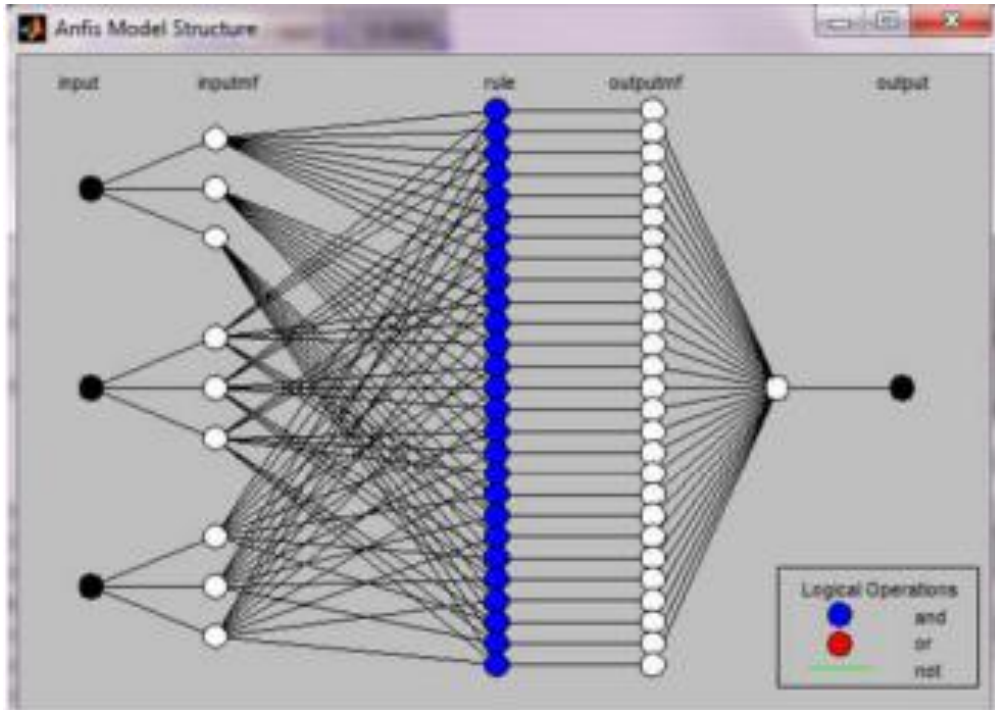 Anfis Model Structure
input inputmf rule outputmf output
Logical Operations
and
or
not